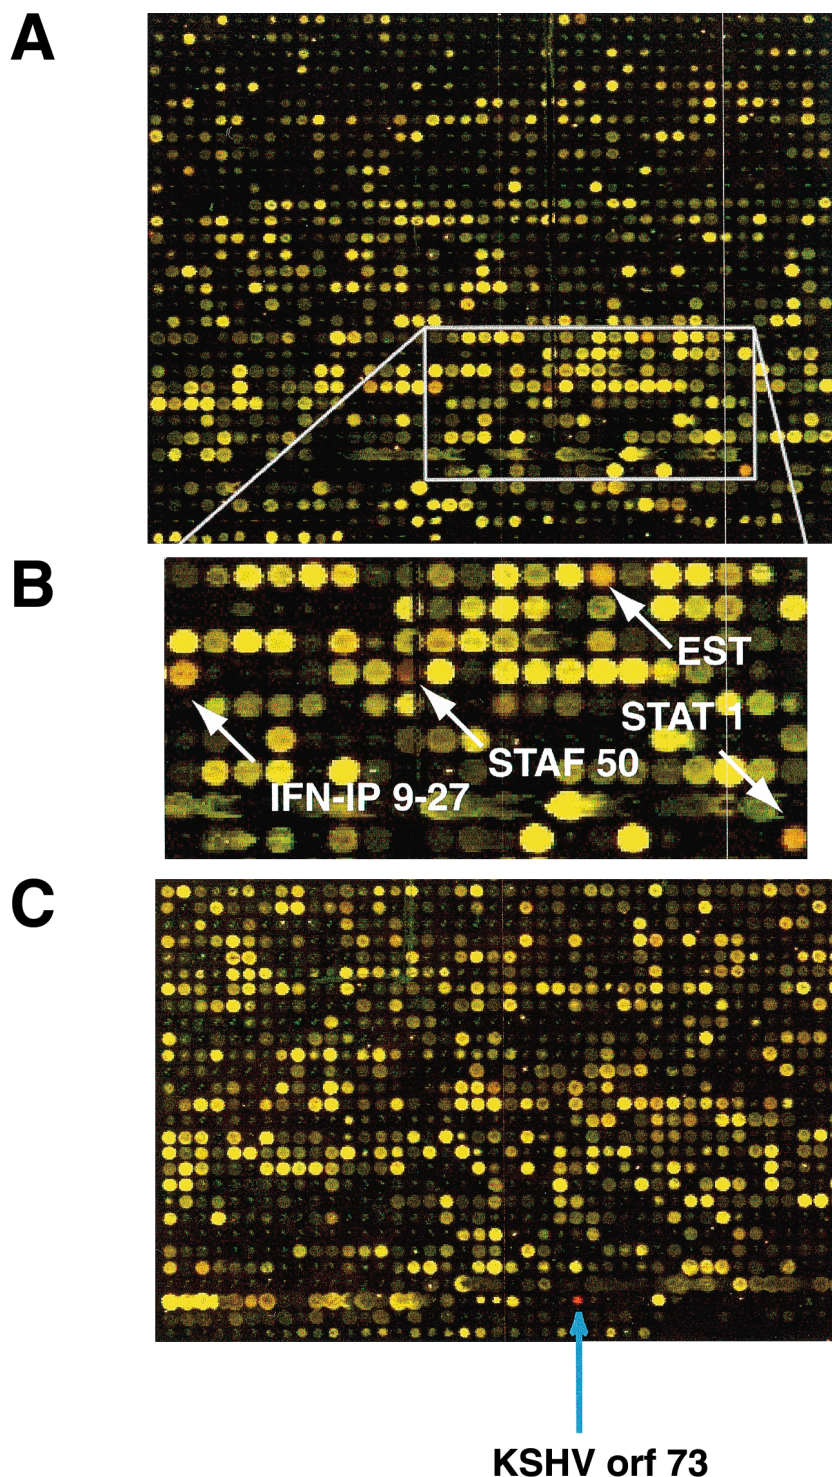 A
B
EST
STAT 1
STAF 50
IFN-IP 9-27
C
KSHV orf 73